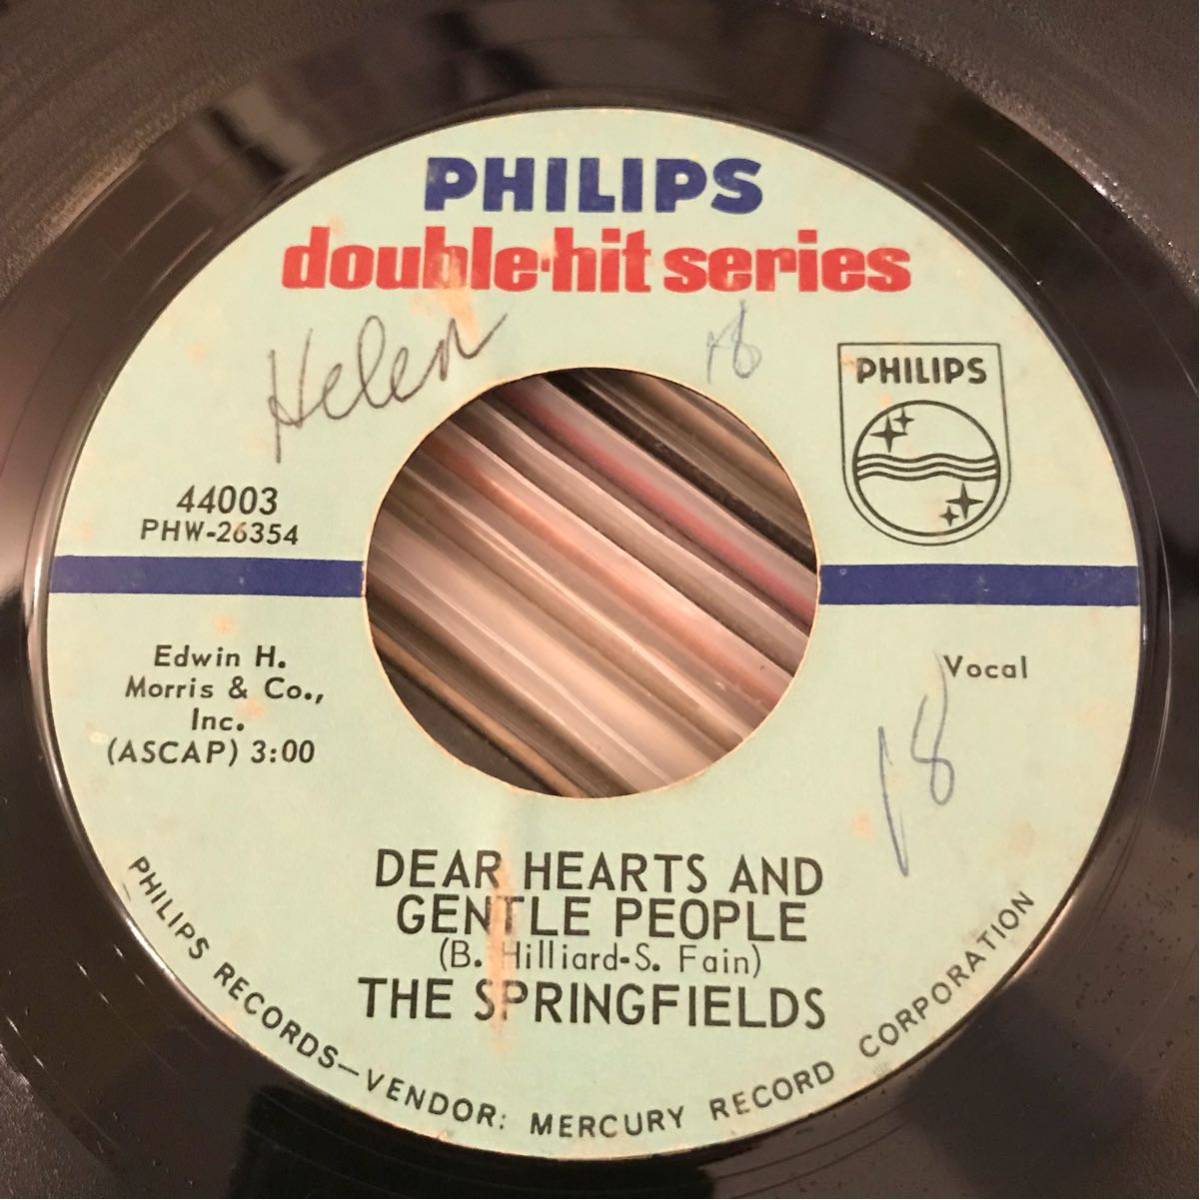 PHILIPS
double·hit series
Helen
18
PHILIPS
44003
PHW-26354
Edwin H.
Morris & Co.,
Inc.
(ASCAP) 3:00
Vocal
18
DEAR HEARTS AND
GENTLE PEOPLE
(B. Hilliard-S. Fain)
THE SPRINGFIELDS
PHILIPS RECORDS—VENDOR: MERCURY RECORD CORPORATION